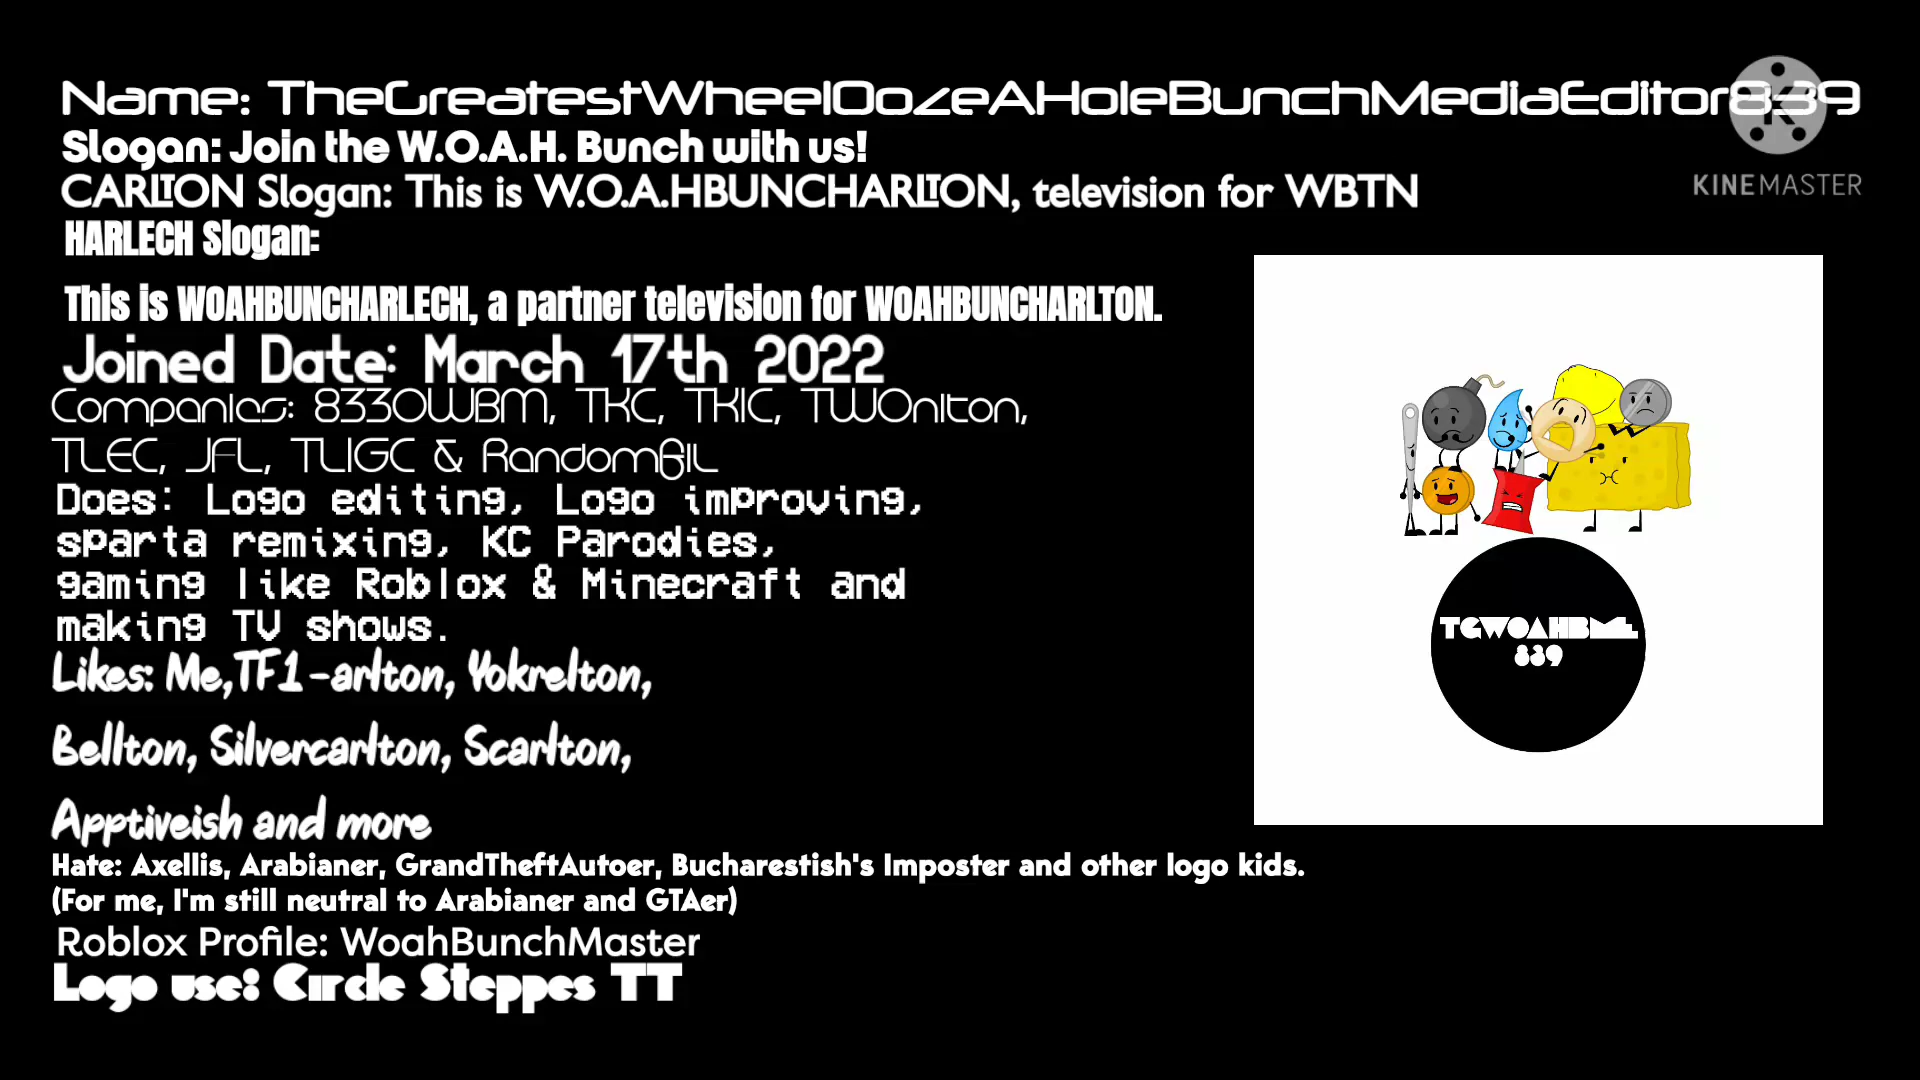 Name: TheGreatestWheelOozeAHoleBunchMediaEditor839
Slogan: Join the W.O.A.H. Bunch with us!
CARLTON Slogan: This is W.O.A.HBUNCHARLTON, television for WBTN
KINEMASTER
HARLECH Slogan:
This is WOAHBUNCHARLECH, a partner television for WOAHBUNCHARLTON.
Joined Date: March 17th 2022
Companies: 8330WBM, TKC, TKIC, TWOnlton,
TLEC, JFL, TLIGC & RandomßIL
Does: Logo editing, Logo improving,
sparta remixing, KC Parodies,
gaming like Roblox & Minecraft and
making TV shows.
TGWOAHBME
839
Likes: Me,TF1-arlton, Yokrelton,
Bellton, Silvercarlton, Scarlton,
Apptiveish and more
Hate: Axellis, Arabianer, GrandTheftAutoer, Bucharestish's Imposter and other logo kids.
(For me, I'm still neutral to Arabianer and GTAer)
Roblox Profile: WoahBunchMaster
Logo use: Circle Steppes TT